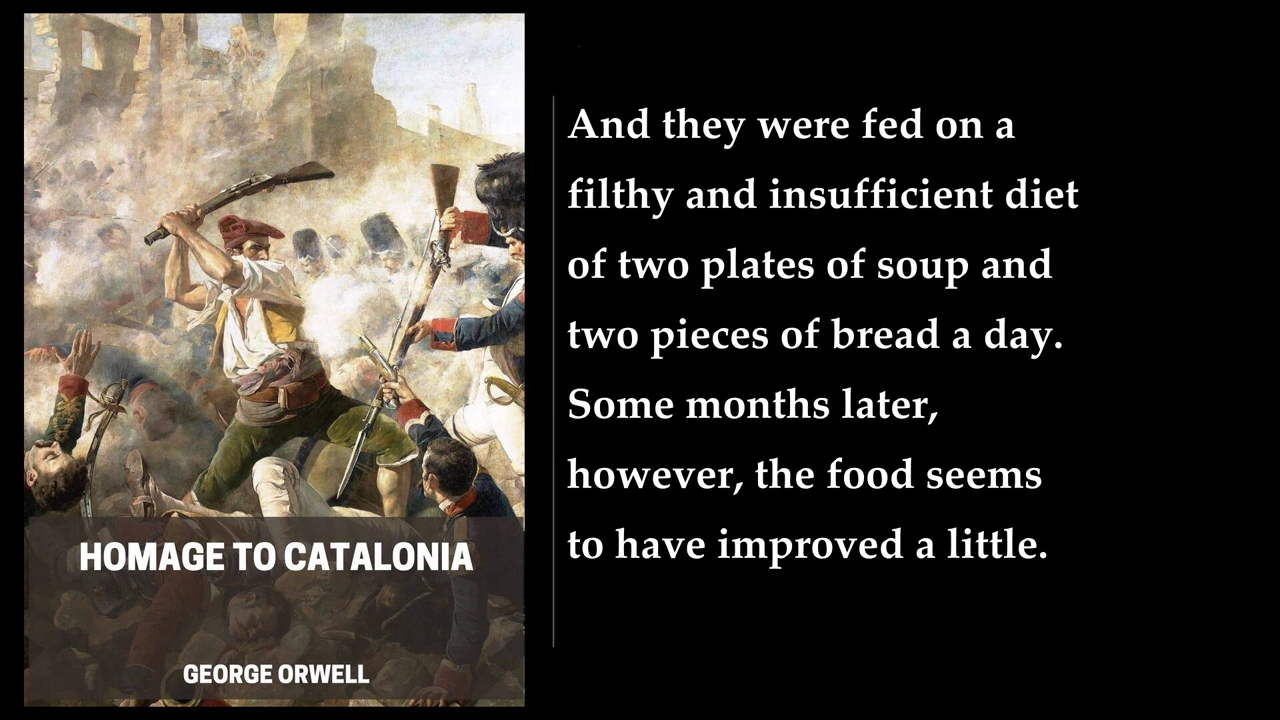 And they were fed on a
filthy and insufficient diet
of two plates of soup and
two pieces of bread a day.
Some months later,
however, the food seems
to have improved a little.
HOMAGE TO CATALONIA
GEORGE ORWELL